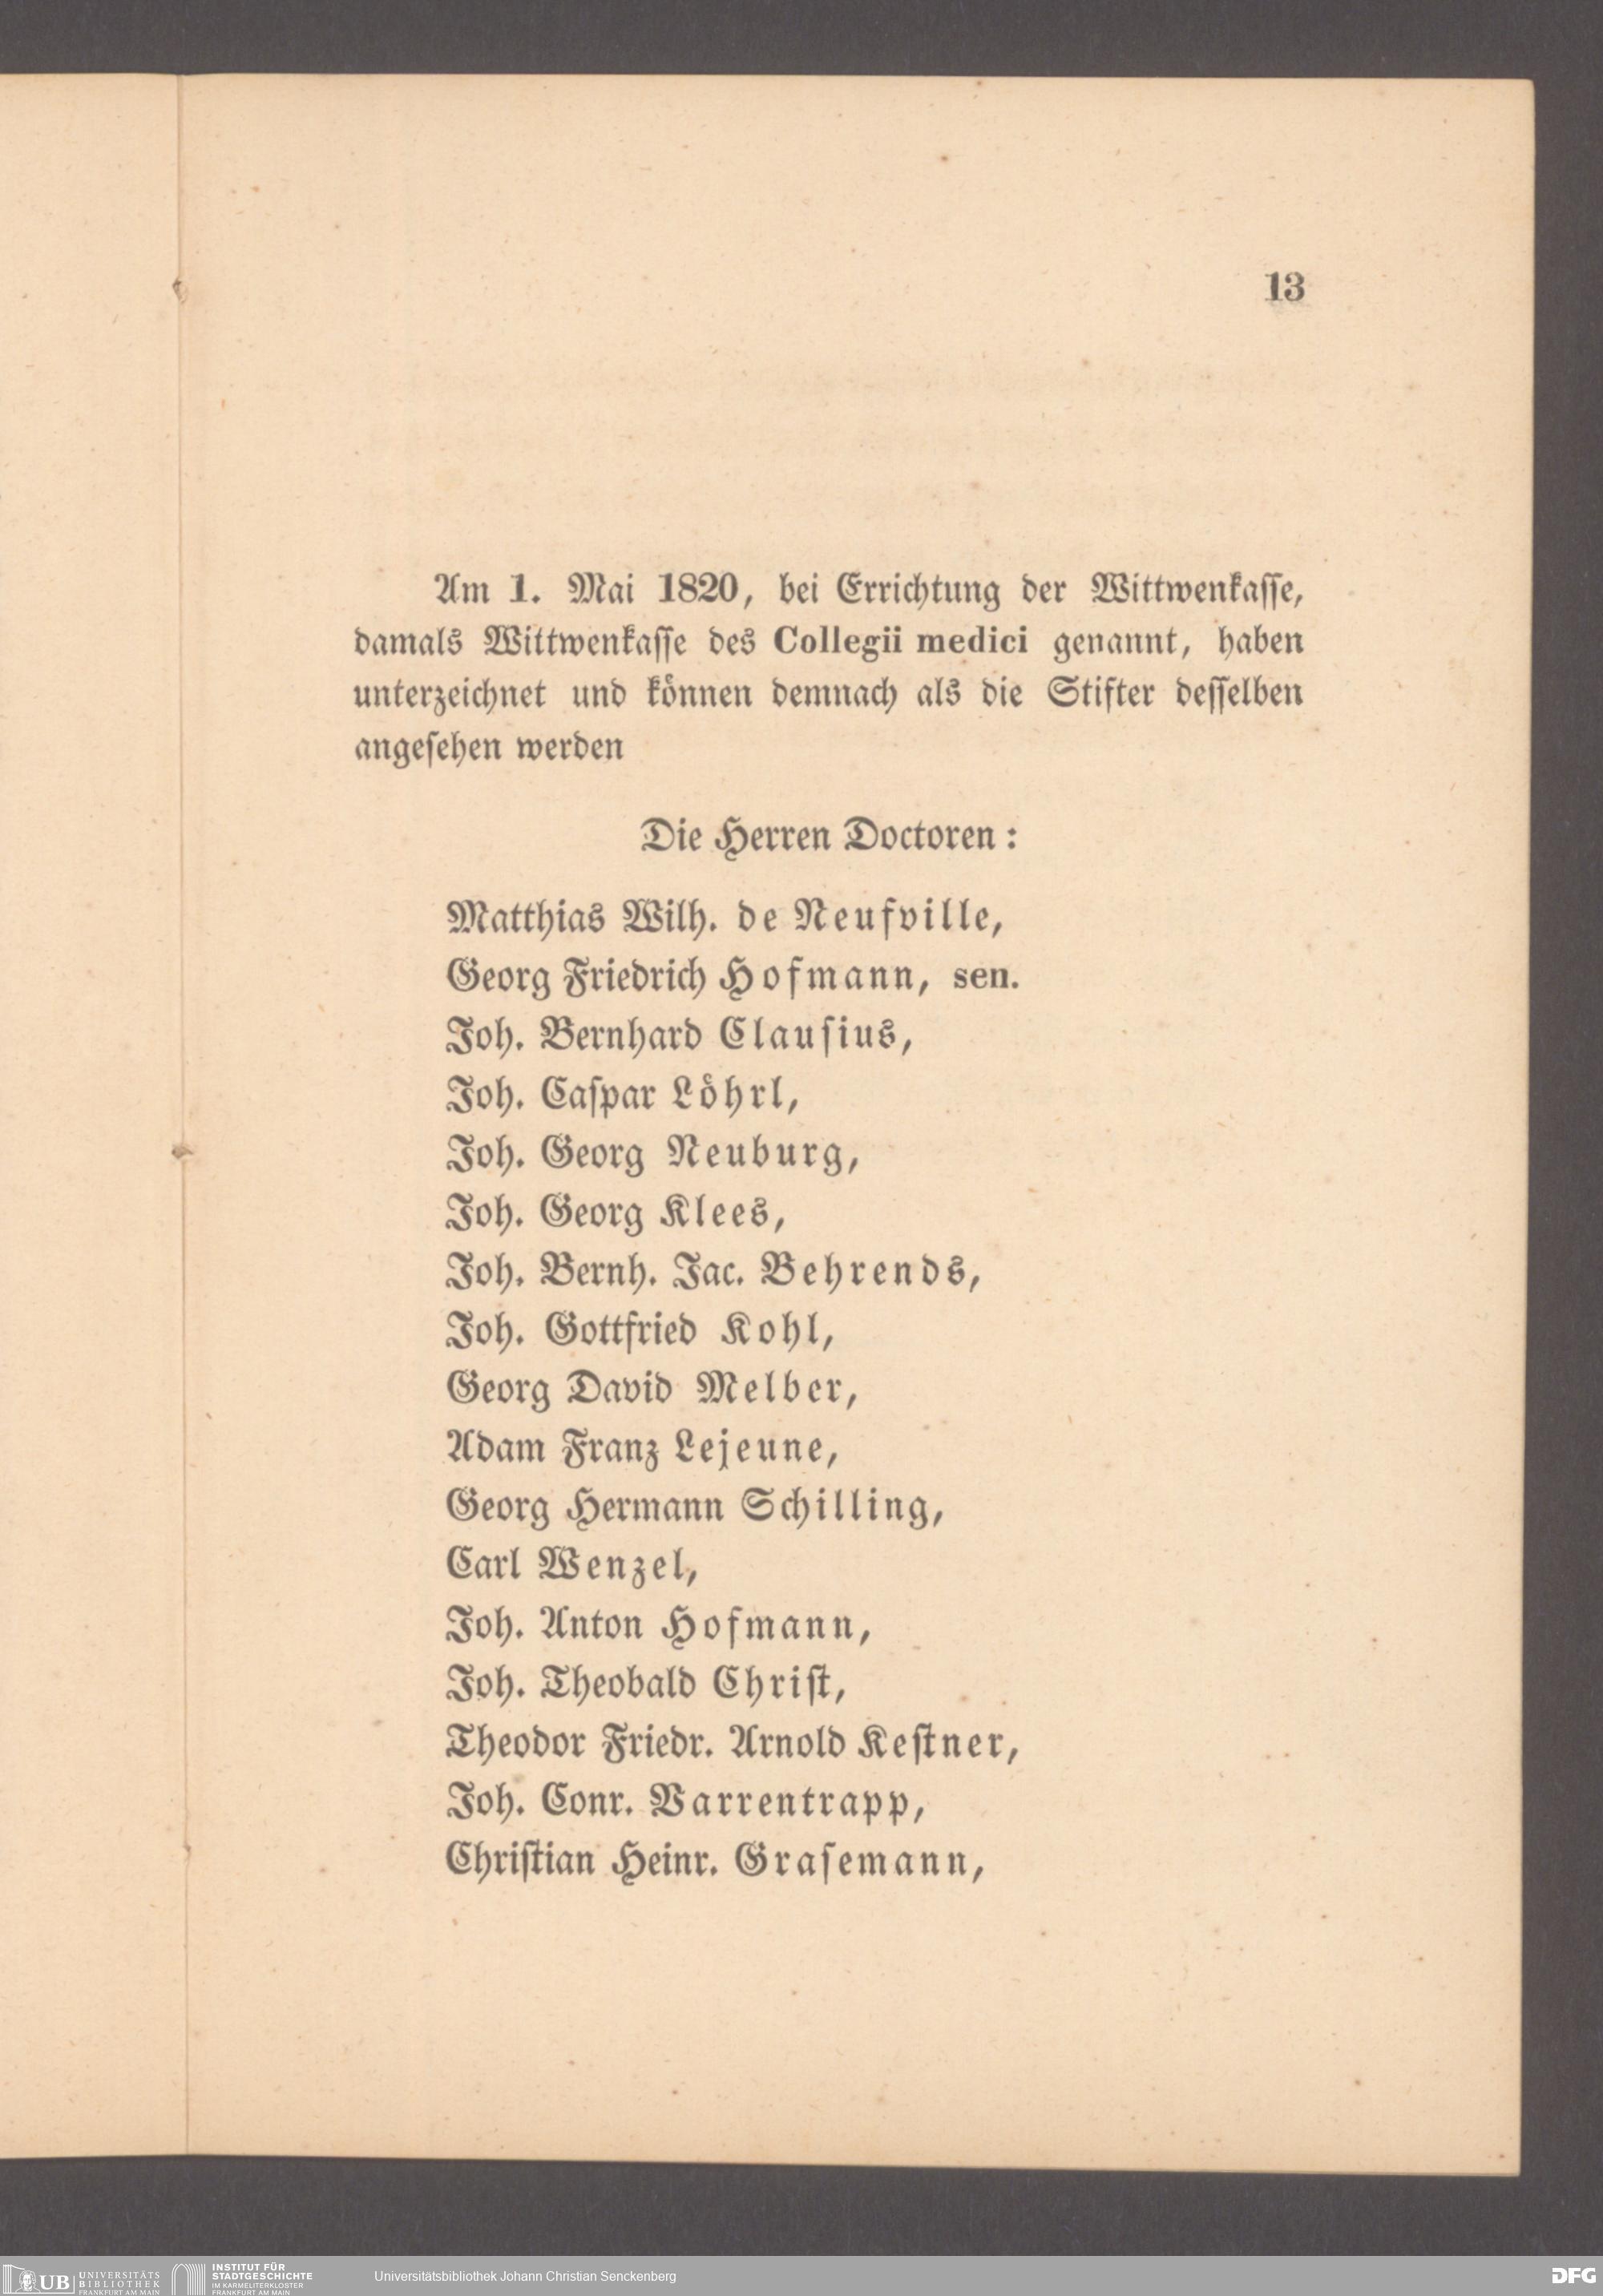 13
Am 1. Mai 1820, bei Errichtung der Wittwenkasse,
damals Wittwenkasse des Collegii medici genannt, haben
unterzeichnet und können demnach als die Stifter desselben
angesehen werden
Die Herren Doctoren:
Matthias Wilh. de Neufville,
Georg Friedrich Hofmann, sen.
Joh. Bernhard Clausius,
Joh. Caspar Löhrl,
Joh. Georg Neuburg,
Joh. Georg Klees,
Joh. Bernh. Jac. Behrends,
Joh. Gottfried Kohl,
Georg David Melber,
Adam Franz Lejeune,
Georg Hermann Schilling,
Carl Wenzel,
Joh. Anton Hofmann,
Joh. Theobald Christ,
Theodor Friedr. Arnold Kestner,
Joh. Conr. Varrentrapp,
Christian Heinr. Grasemann,
UB UNIVERSITÄTS
BIBLIOTHEK
FRANKFURT AM MAIN
INSTITUT FÜR
STADTGESCHICHTE
IM KARMELITERKLOSTER
FRANKFURT AM MAIN
Universitätsbibliothek Johann Christian Senckenberg
DFG